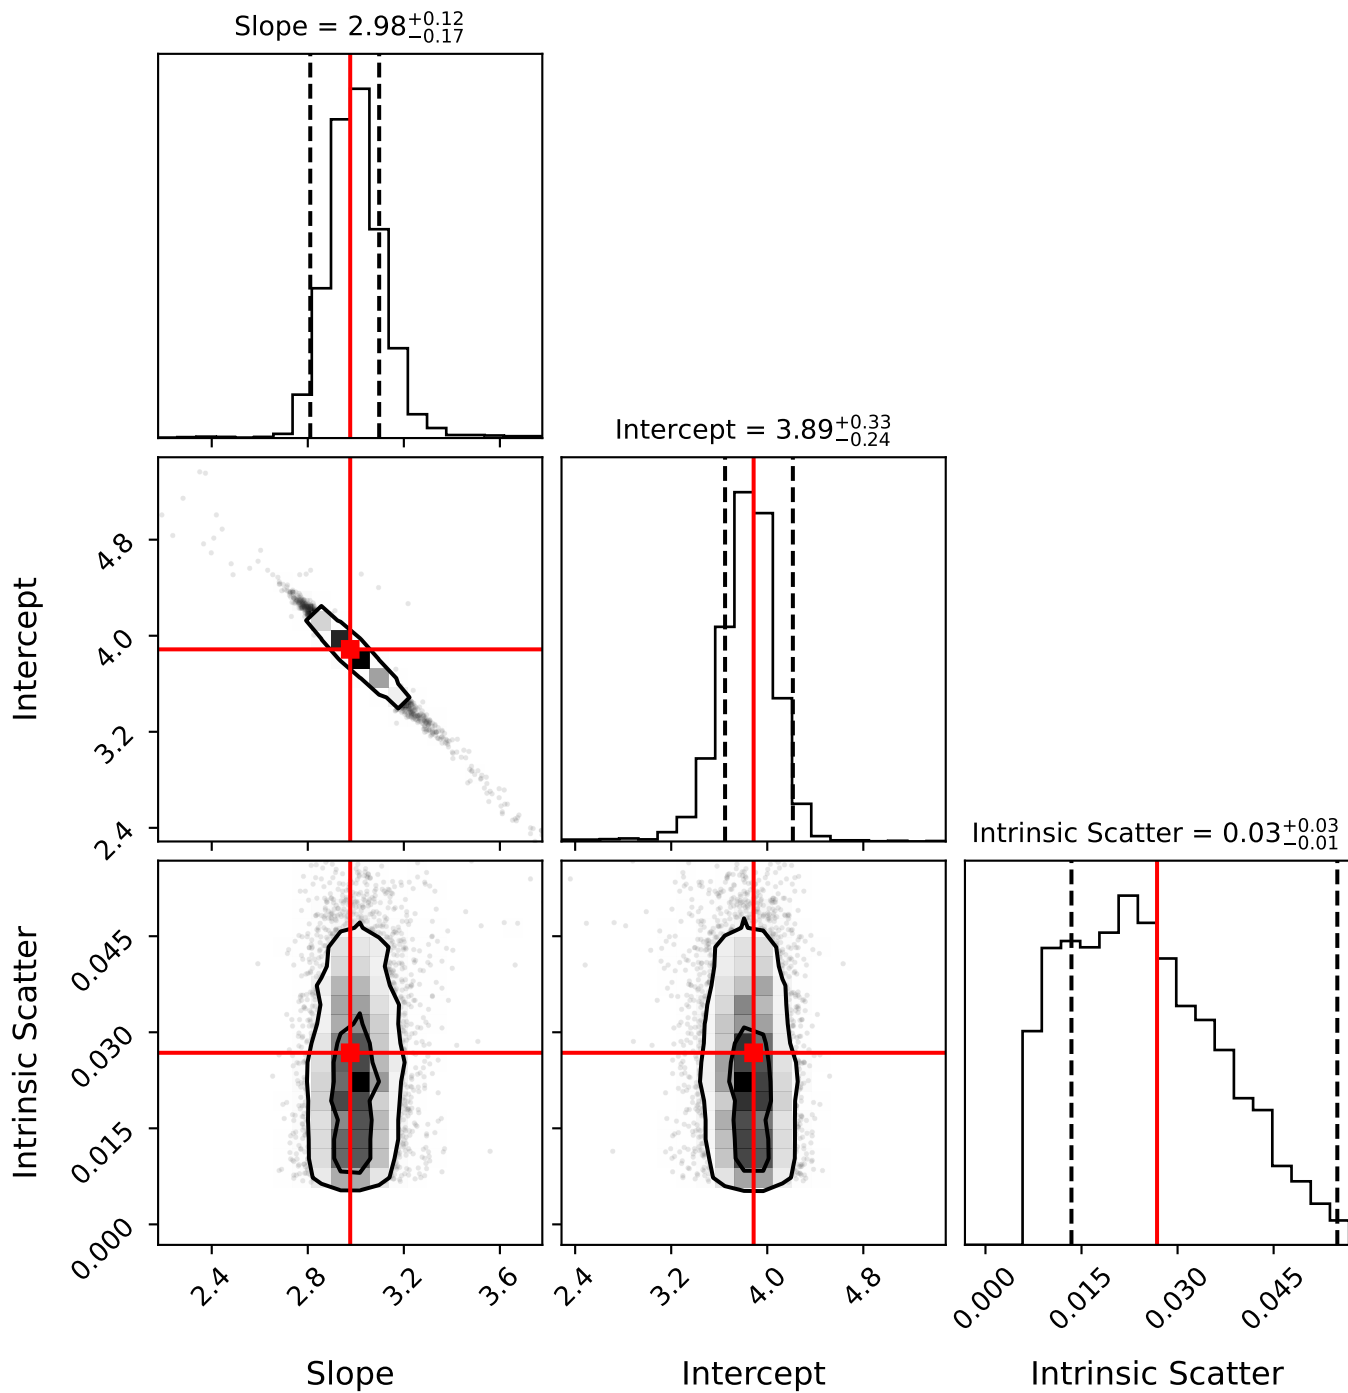 Slope = 2.98+0.12−0.17
Intercept = 3.89+0.33−0.24
4.8
4.0
3.2
2.4
Intercept
Intrinsic Scatter = 0.03+0.03−0.01
0.045
0.030
0.015
0.000
Intrinsic Scatter
2.4 2.8 3.2 3.6
2.4 3.2 4.0 4.8
0.000 0.015 0.030 0.045
Slope
Intercept
Intrinsic Scatter